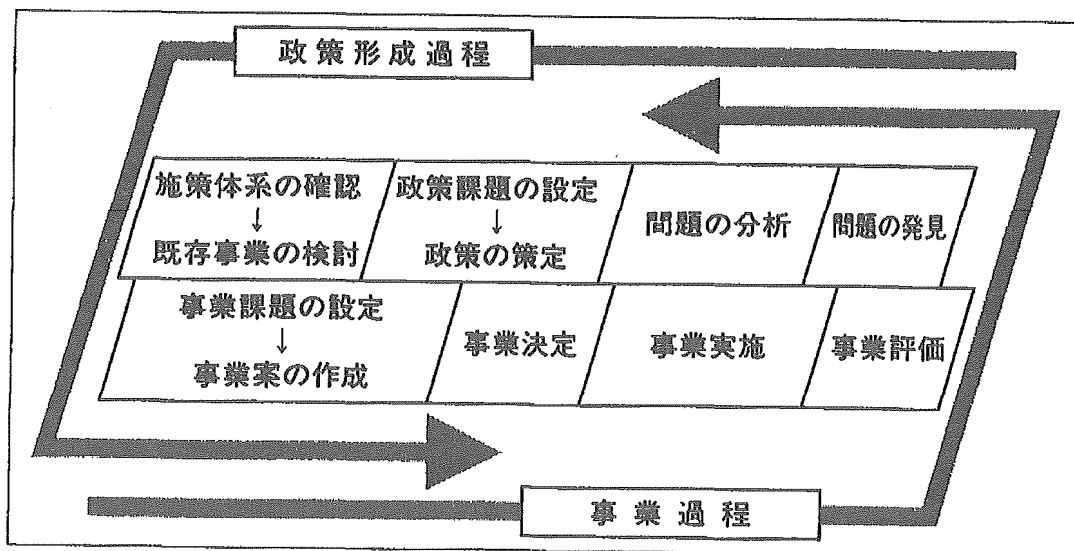 政策形成過程
施策体系の確認
↓
既存事業の検討
政策課題の設定
↓
政策の策定
問題の分析
問題の発見
事業課題の設定
↓
事業案の作成
事業決定
事業実施
事業評価
事業過程